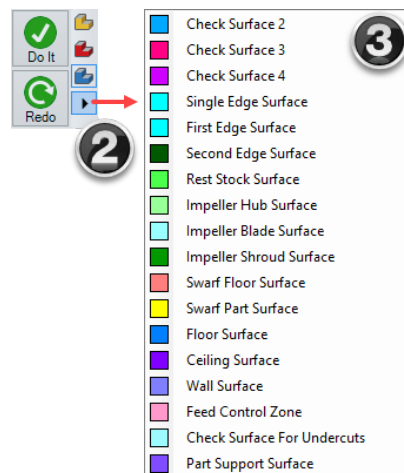 Do It
Redo
2
3
Check Surface 2
Check Surface 3
Check Surface 4
Single Edge Surface
First Edge Surface
Second Edge Surface
Rest Stock Surface
Impeller Hub Surface
Impeller Blade Surface
Impeller Shroud Surface
Swarf Floor Surface
Swarf Part Surface
Floor Surface
Ceiling Surface
Wall Surface
Feed Control Zone
Check Surface For Undercuts
Part Support Surface